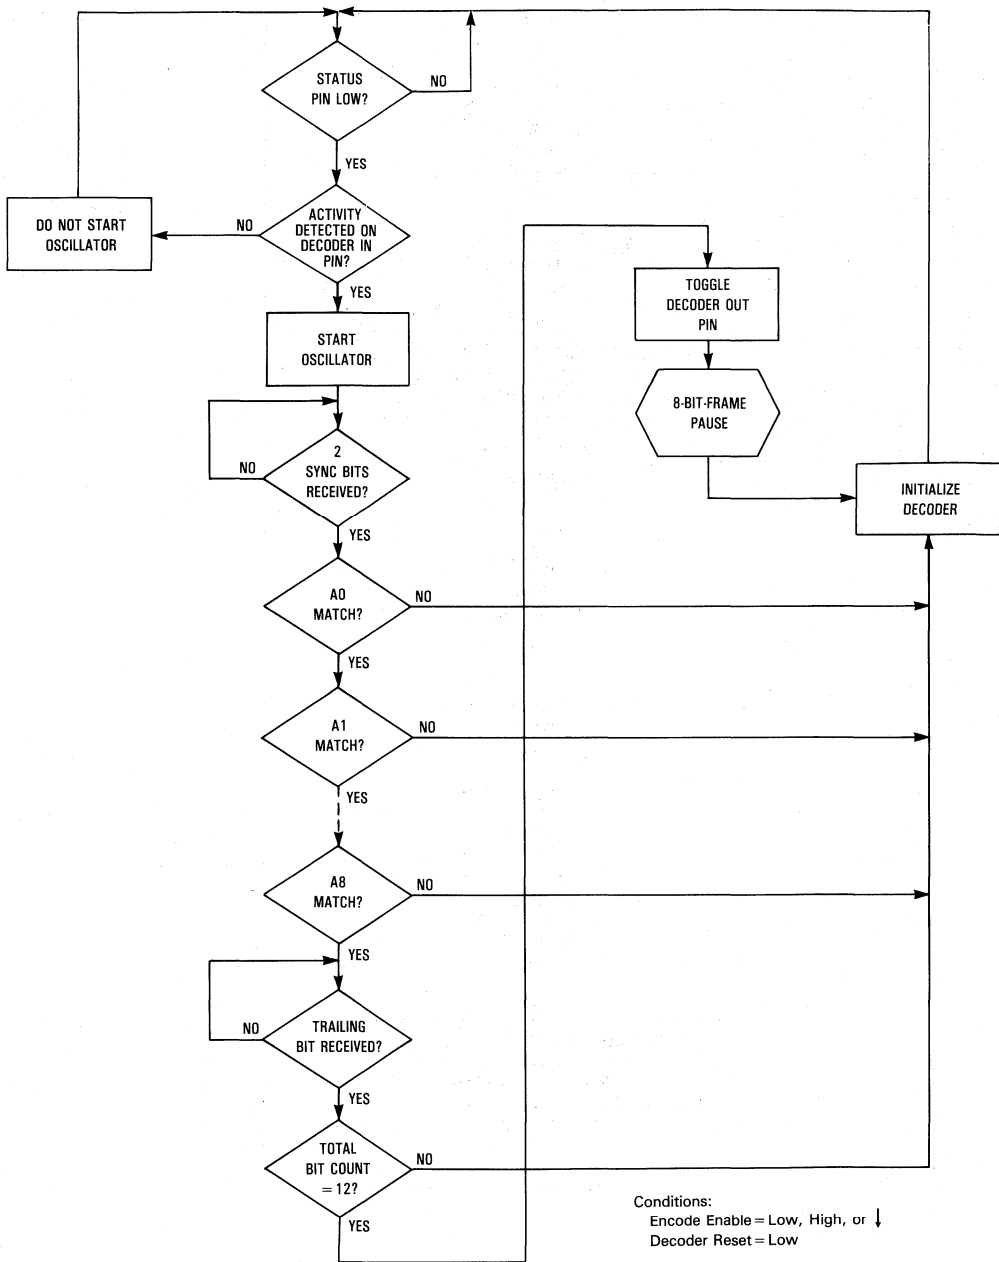 STATUS
PIN LOW?
NO
YES
ACTIVITY
DETECTED ON
DECODER IN
PIN?
NO
DO NOT START
OSCILLATOR
YES
START
OSCILLATOR
2
SYNC BITS
RECEIVED?
NO
YES
A0
MATCH?
NO
YES
A1
MATCH?
NO
YES
A8
MATCH?
NO
YES
TRAILING
BIT RECEIVED?
NO
YES
TOTAL
BIT COUNT
= 12?
NO
YES
TOGGLE
DECODER OUT
PIN
8-BIT-FRAME
PAUSE
INITIALIZE
DECODER
Conditions:
Encode Enable = Low, High, or ↓
Decoder Reset = Low